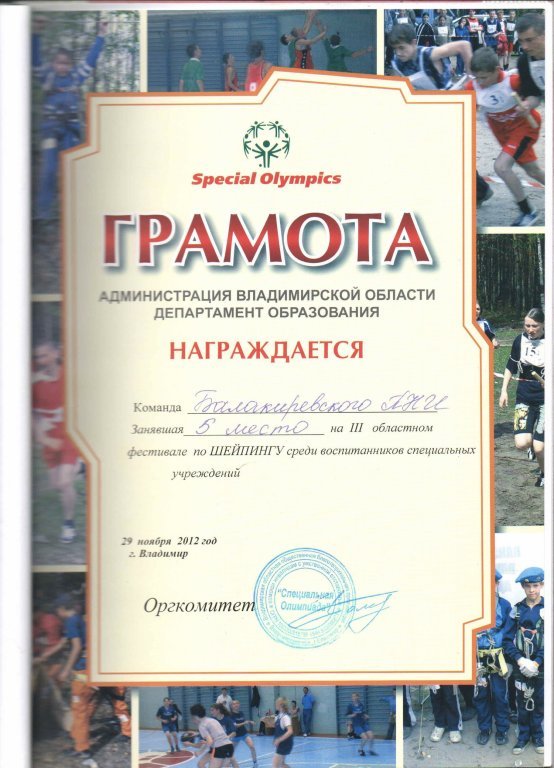 Special Olympics
ГРАМОТА
АДМИНИСТРАЦИЯ ВЛАДИМИРСКОЙ ОБЛАСТИ
ДЕПАРТАМЕНТ ОБРАЗОВАНИЯ
НАГРАЖДАЕТСЯ
Команда Балакиревского
Занявшая 5 место на III областном
фестивале по ШЕЙПИНГУ среди воспитанников специальных
учреждений
29 ноября 2012 год
г. Владимир
"Специальная
Олимпиада"
Оргкомитет